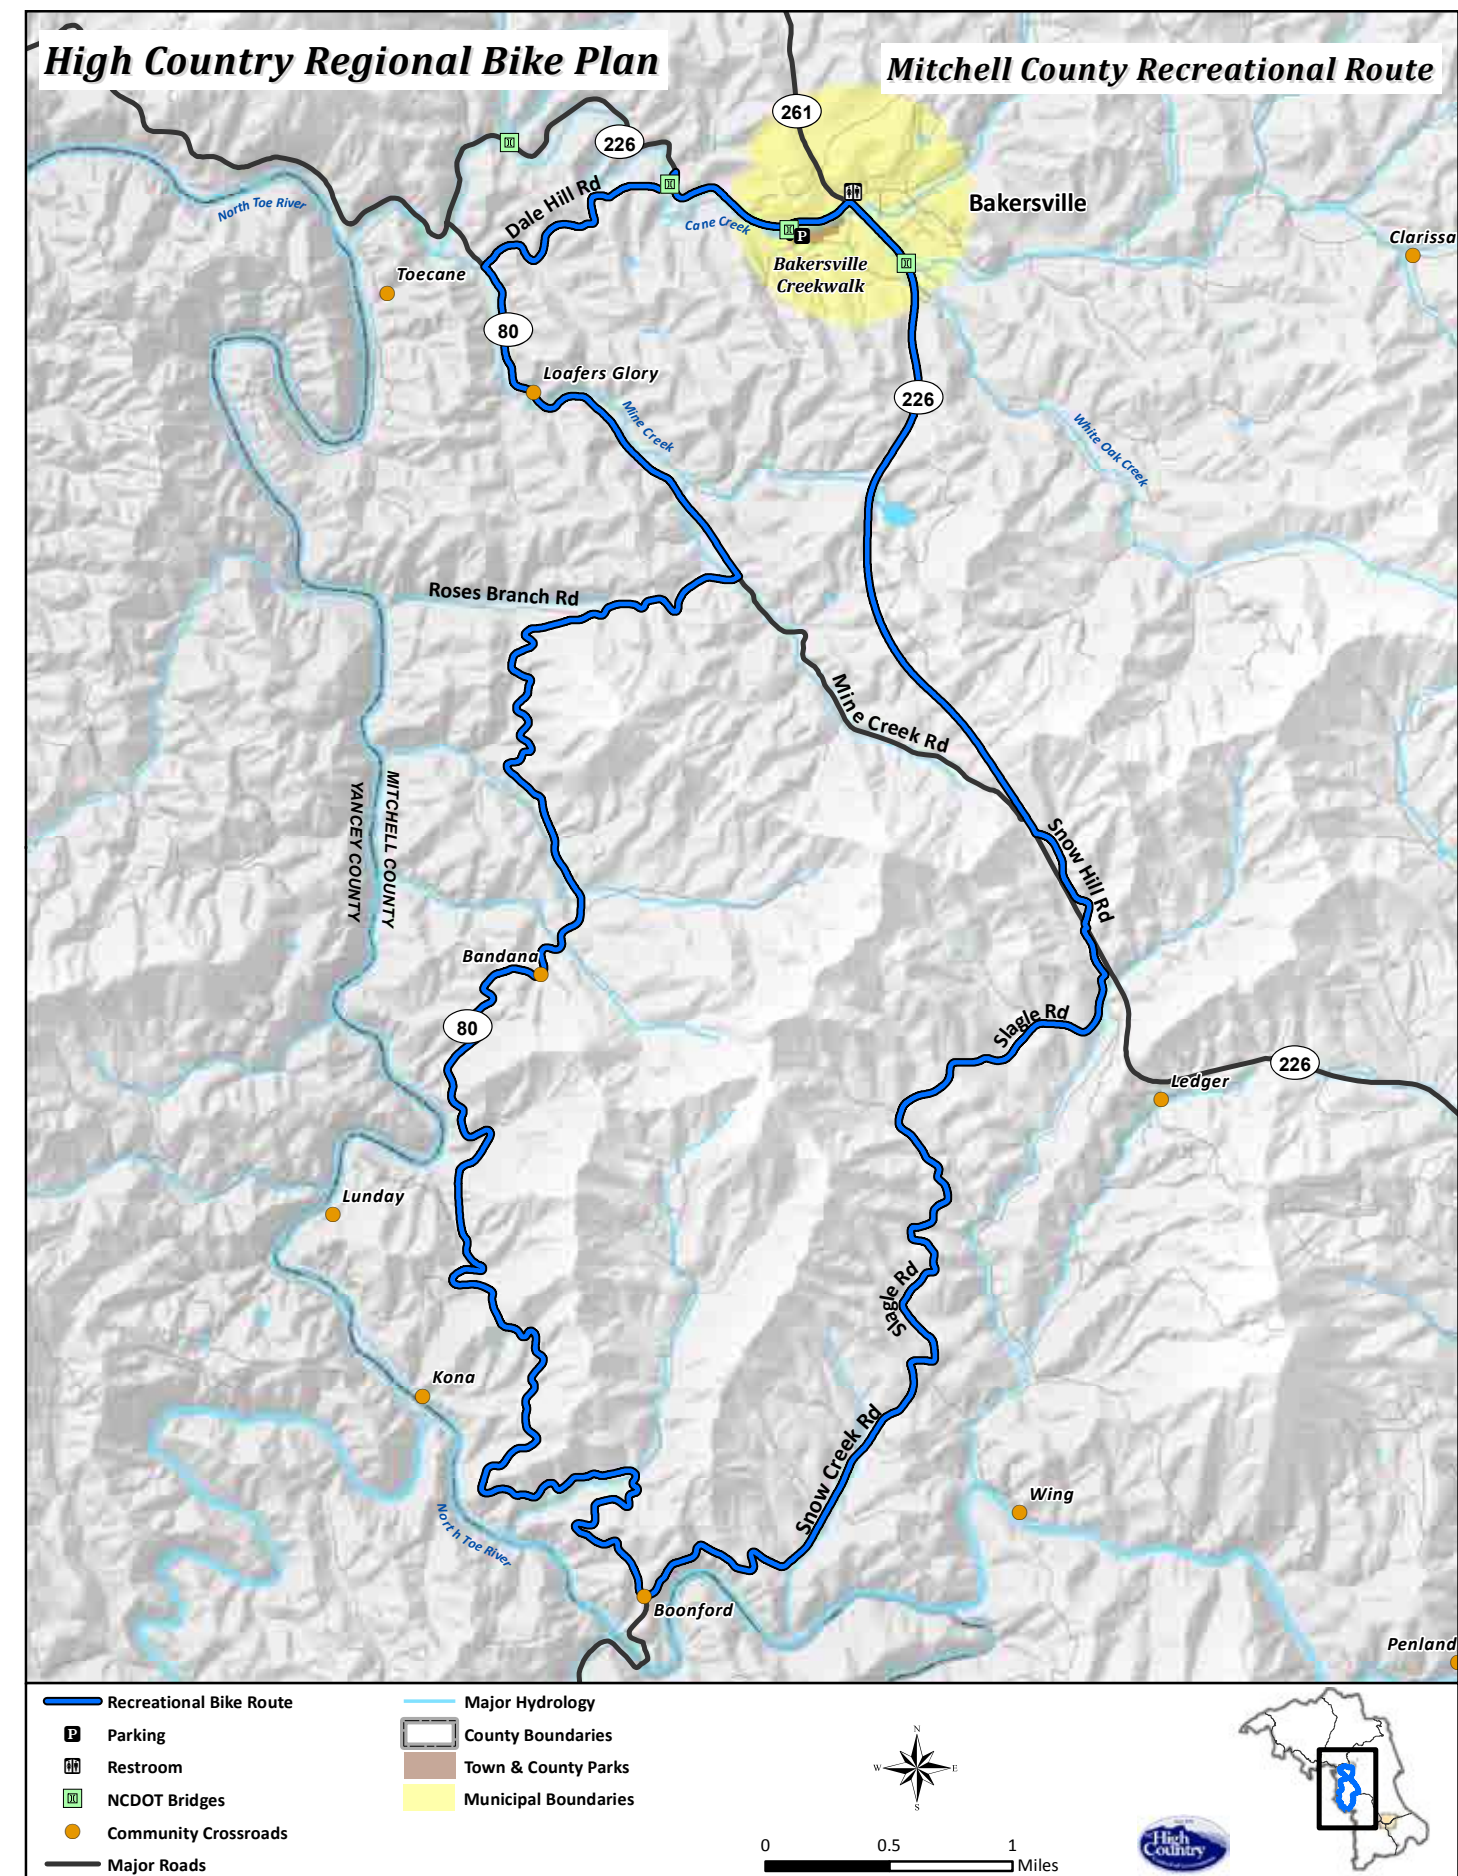 High Country Regional Bike Plan
Mitchell County Recreational Route
261
226
Dale Hill Rd
North Toe River
Cane Creek
Bakersville
P
Bakersville
Creekwalk
Clarissa
Toecane
80
Loafers Glory
Mine Creek
226
White Oak Creek
Roses Branch Rd
Mine Creek Rd
MITCHELL COUNTY
YANCEY COUNTY
Snow Hill Rd
Bandana
80
Slagle Rd
226
Ledger
Lunday
Slagle Rd
Kona
Snow Creek Rd
Wing
North Toe River
Boonford
Penland
Recreational Bike Route
P Parking
Restroom
NCDOT Bridges
Community Crossroads
Major Roads
Major Hydrology
County Boundaries
Town & County Parks
Municipal Boundaries
N
W E
S
0 0.5 1
Miles
High
Country